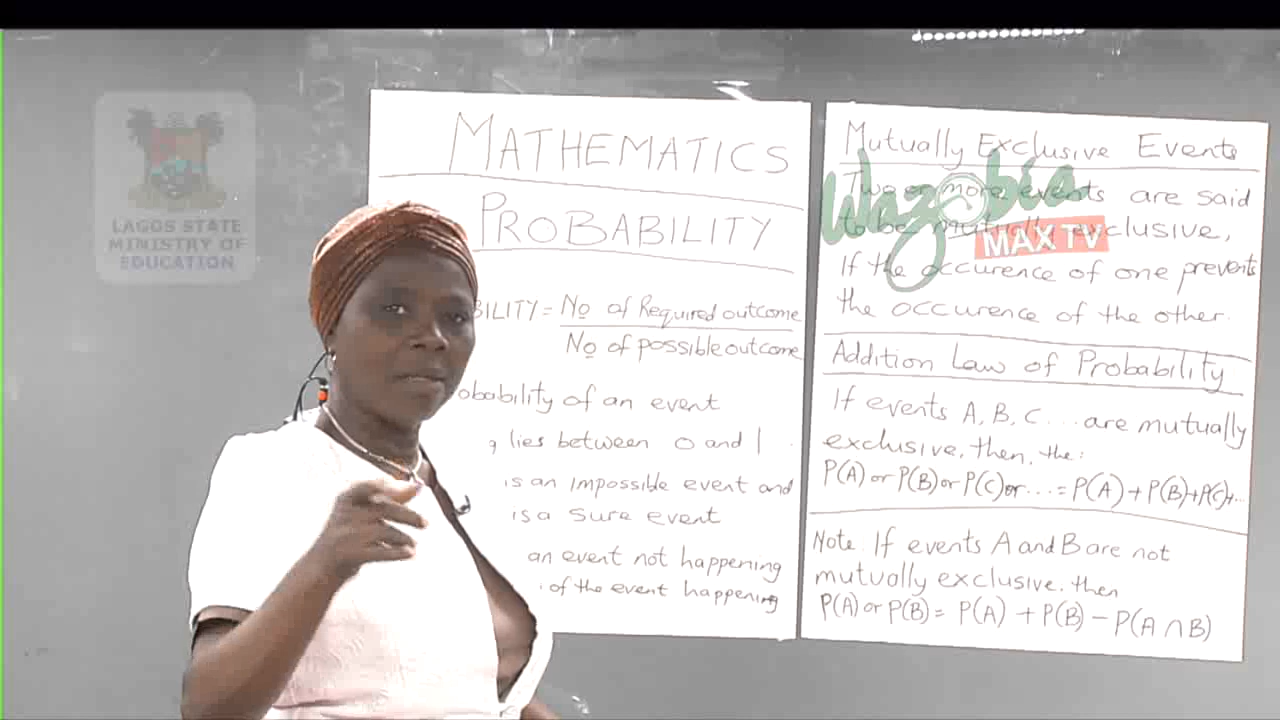 LAGOS STATE
MINISTRY OF
EDUCATION
MATHEMATICS
PROBABILITY
BILITY = No of Required outcome
No of possible outcome
obability of an event
, lies between 0 and 1
is an impossible event and
is a sure event
an event not happening
of the event happening
Mutually Exclusive Events
Two or more events are said
to be mutually exclusive,
If the occurence of one prevents
the occurence of the other.
Wazobia
MAX TV
Addition Law of Probability
If events A, B, C .... are mutually
exclusive, then, the:
P(A) or P(B) or P(C) or .... = P(A) + P(B) + P(C) + ...
Note. If events A and B are not
mutually exclusive, then
P(A) or P(B) = P(A) + P(B) - P(A ∩ B)